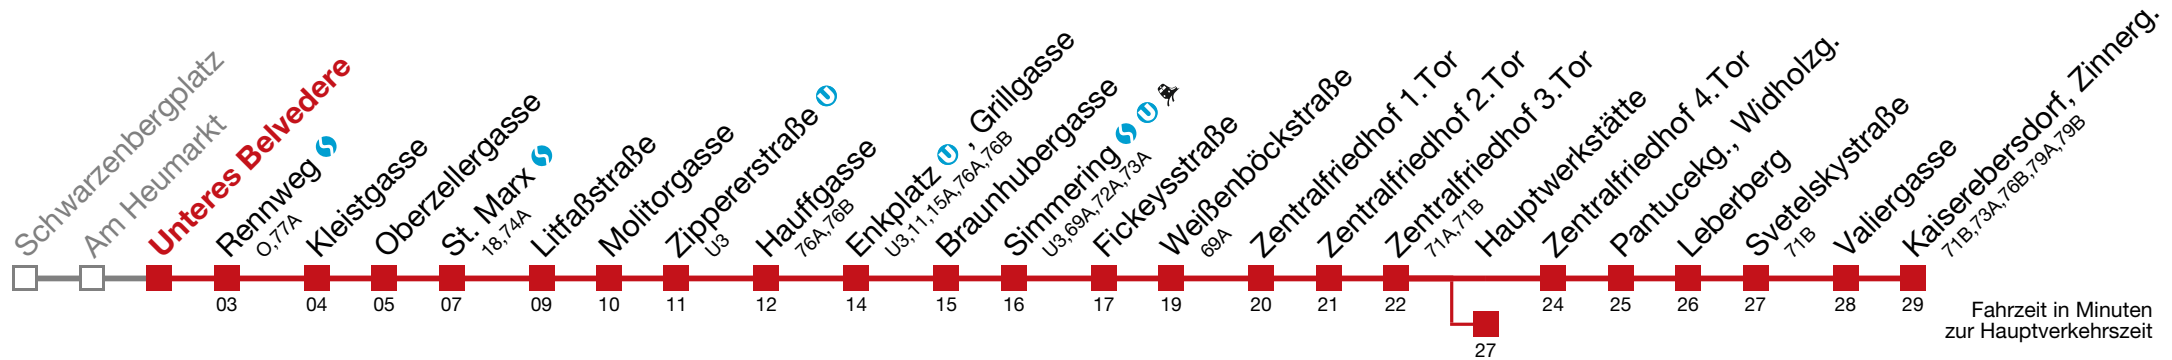 Schwarzenbergplatz
Am Heumarkt
Unteres Belvedere
Rennweg
O,77A
Kleistgasse
Oberzellergasse
St. Marx
18,74A
Litfaßstraße
Molitorgasse
Zippererstraße U
U3
Hauffgasse
76A,76B
Enkplatz U , Grillgasse
U3,11,15A,76A,76B
Braunhubergasse
Simmering U
U3,69A,72A,73A
Fickeysstraße
Weißenböckstraße
69A
Zentralfriedhof 1.Tor
Zentralfriedhof 2.Tor
Zentralfriedhof 3.Tor
71A,71B
Hauptwerkstätte
Zentralfriedhof 4.Tor
Pantucekg., Widholzg.
Leberberg
Svetelskystraße
71B
Valiergasse
Kaiserebersdorf, Zinnerg.
71B,73A,76B,79A,79B
03 04 05 07 09 10 11 12 14 15 16 17 19 20 21 22 24 25 26 27 28 29
27
Fahrzeit in Minuten
zur Hauptverkehrszeit